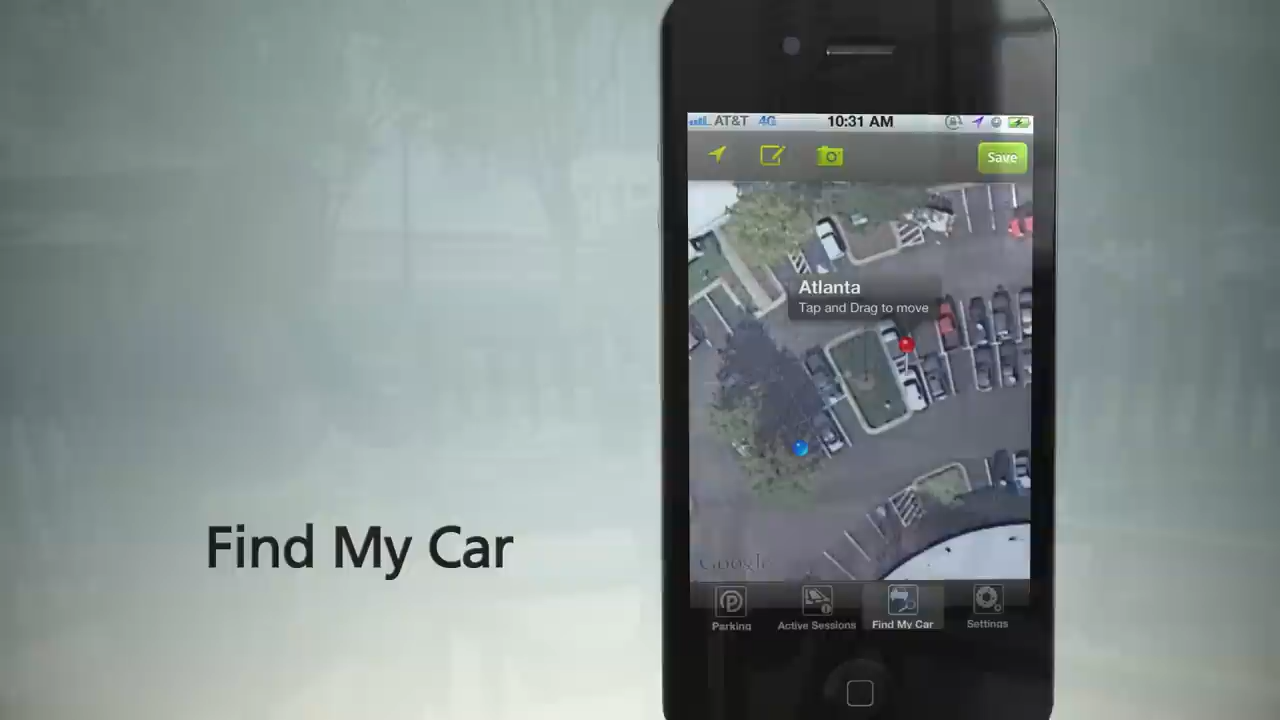 AT&T 4G 10:31 AM
Save
Atlanta
Tap and Drag to move
Google
Find My Car
Parking Active Sessions Find My Car Settings